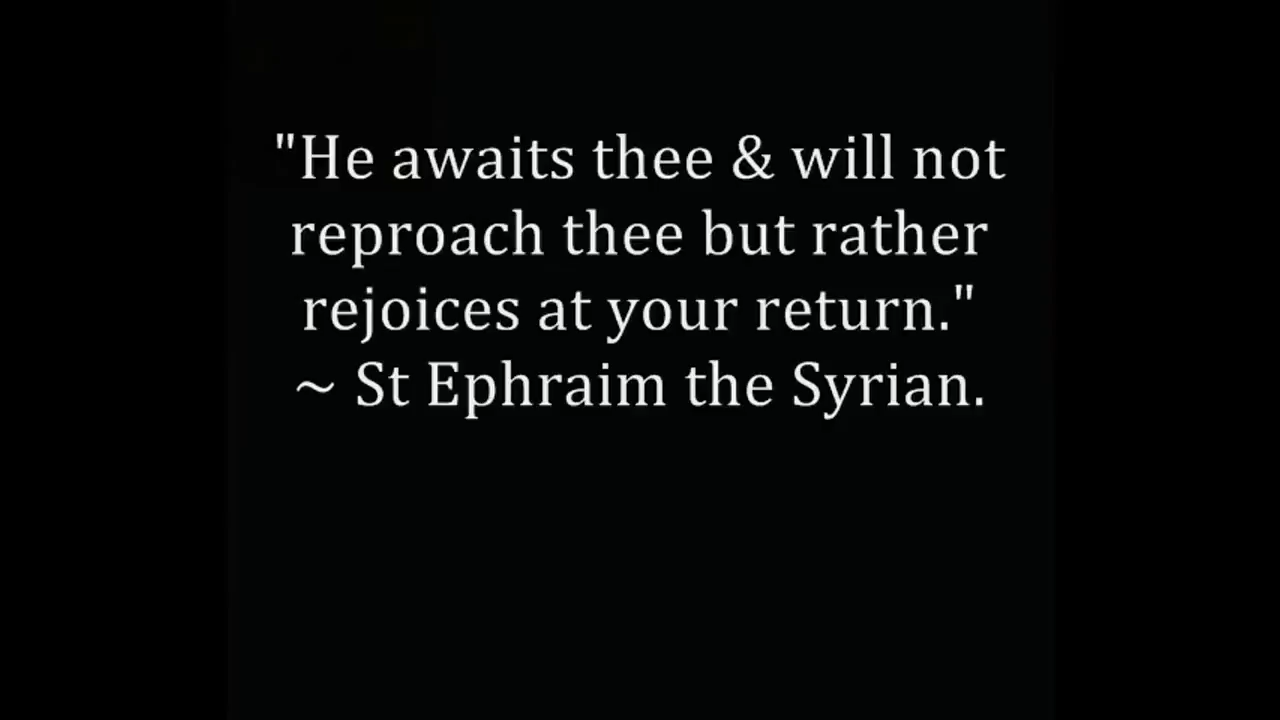 "He awaits thee & will not
reproach thee but rather
rejoices at your return."
~ St Ephraim the Syrian.